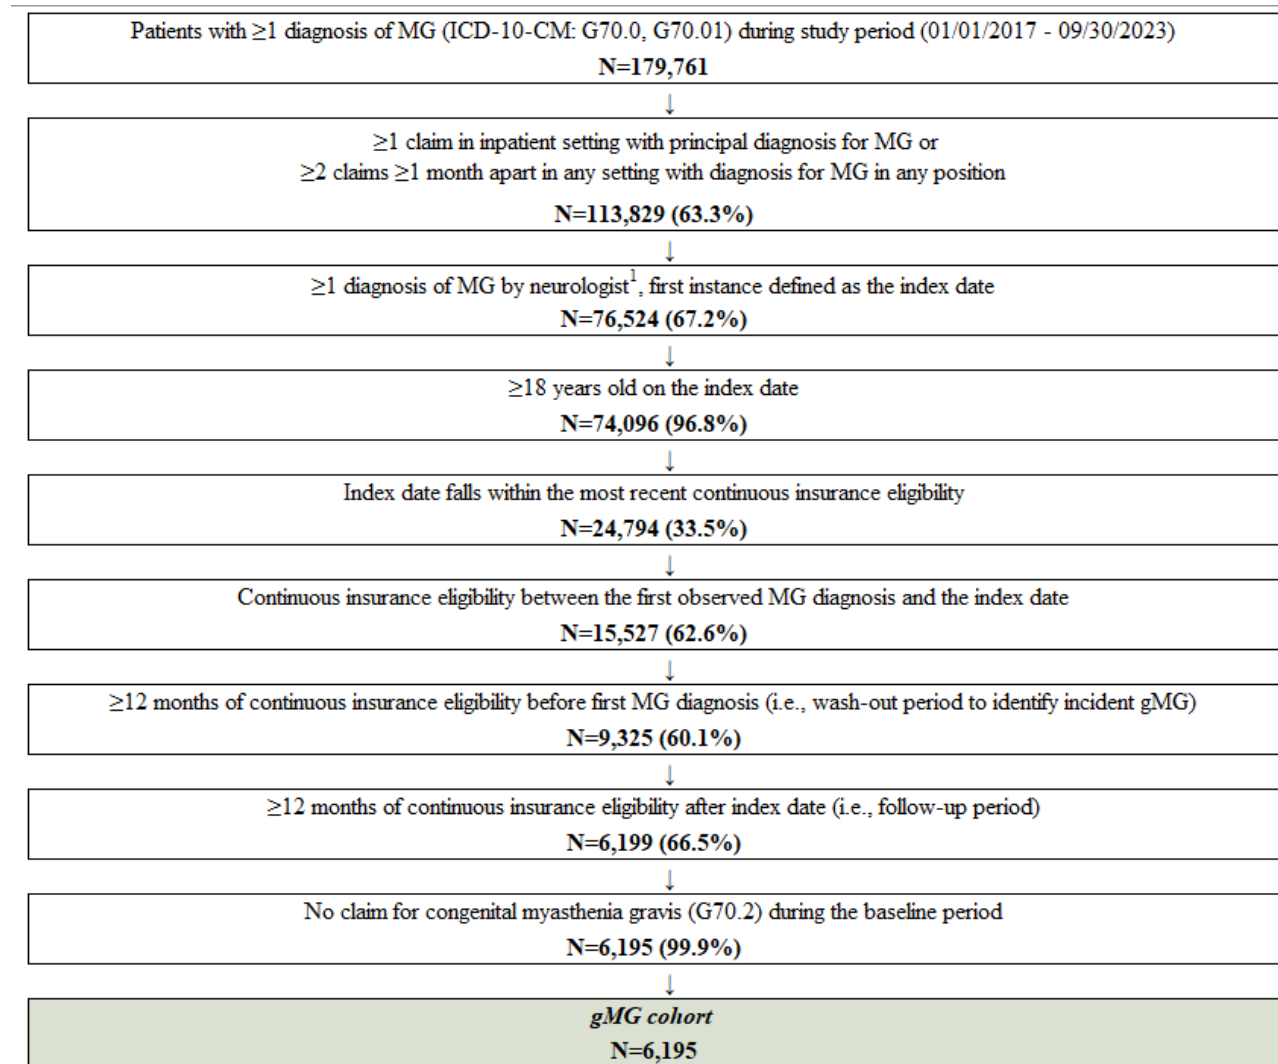 Patients with ≥1 diagnosis of MG (ICD-10-CM: G70.0, G70.01) during study period (01/01/2017 - 09/30/2023)
N=179,761
↓
≥1 claim in inpatient setting with principal diagnosis for MG or
≥2 claims ≥1 month apart in any setting with diagnosis for MG in any position
N=113,829 (63.3%)
↓
≥1 diagnosis of MG by neurologist¹, first instance defined as the index date
N=76,524 (67.2%)
↓
≥18 years old on the index date
N=74,096 (96.8%)
↓
Index date falls within the most recent continuous insurance eligibility
N=24,794 (33.5%)
↓
Continuous insurance eligibility between the first observed MG diagnosis and the index date
N=15,527 (62.6%)
↓
≥12 months of continuous insurance eligibility before first MG diagnosis (i.e., wash-out period to identify incident gMG)
N=9,325 (60.1%)
↓
≥12 months of continuous insurance eligibility after index date (i.e., follow-up period)
N=6,199 (66.5%)
↓
No claim for congenital myasthenia gravis (G70.2) during the baseline period
N=6,195 (99.9%)
↓
gMG cohort
N=6,195